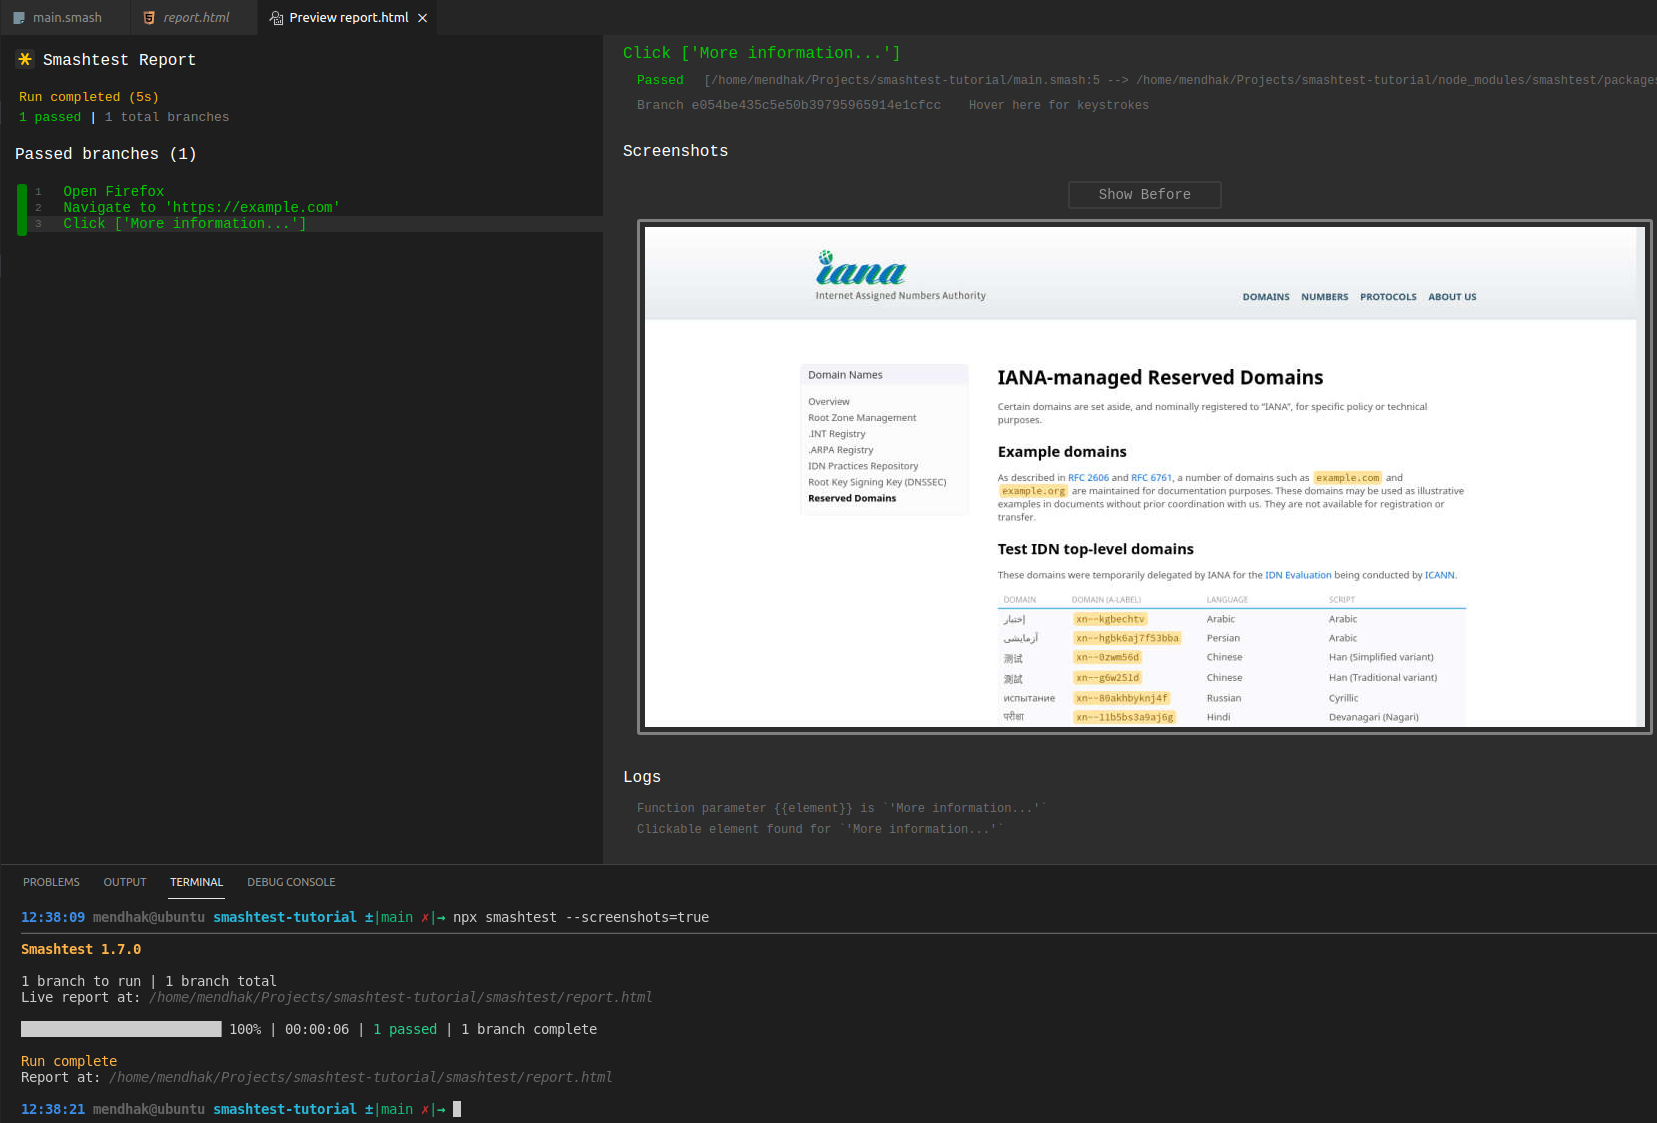 main.smash
report.html
Preview report.html
Smashtest Report
Run completed (5s)
1 passed | 1 total branches
Passed branches (1)
1 Open Firefox
2 Navigate to 'https://example.com'
3 Click ['More information...']
Click ['More information...']
Passed [/home/mendhak/Projects/smashtest-tutorial/main.smash:5 --> /home/mendhak/Projects/smashtest-tutorial/node_modules/smashtest/packages
Branch e054be435c5e50b39795965914e1cfcc Hover here for keystrokes
Screenshots
Show Before
iana
Internet Assigned Numbers Authority
DOMAINS NUMBERS PROTOCOLS ABOUT US
Domain Names
Overview
Root Zone Management
.INT Registry
.ARPA Registry
IDN Practices Repository
Root Key Signing Key (DNSSEC)
Reserved Domains
IANA-managed Reserved Domains
Certain domains are set aside, and nominally registered to “IANA”, for specific policy or technical
purposes.
Example domains
As described in RFC 2606 and RFC 6761, a number of domains such as example.com and
example.org are maintained for documentation purposes. These domains may be used as illustrative
examples in documents without prior coordination with us. They are not available for registration or
transfer.
Test IDN top-level domains
These domains were temporarily delegated by IANA for the IDN Evaluation being conducted by ICANN.
DOMAIN DOMAIN (A-LABEL) LANGUAGE SCRIPT
إختبار xn--kgbechtv Arabic Arabic
آزمایشی xn--hgbk6aj7f53bba Persian Arabic
测试 xn--0zwm56d Chinese Han (Simplified variant)
測試 xn--g6w251d Chinese Han (Traditional variant)
испытание xn--80akhbyknj4f Russian Cyrillic
परीक्षा xn--11b5bs3a9aj6g Hindi Devanagari (Nagari)
Logs
Function parameter {{element}} is `'More information...'`
Clickable element found for `'More information...'`
PROBLEMS OUTPUT TERMINAL DEBUG CONSOLE
12:38:09 mendhak@ubuntu smashtest-tutorial ±|main ✗|→ npx smashtest --screenshots=true
Smashtest 1.7.0
1 branch to run | 1 branch total
Live report at: /home/mendhak/Projects/smashtest-tutorial/smashtest/report.html
100% | 00:00:06 | 1 passed | 1 branch complete
Run complete
Report at: /home/mendhak/Projects/smashtest-tutorial/smashtest/report.html
12:38:21 mendhak@ubuntu smashtest-tutorial ±|main ✗|→